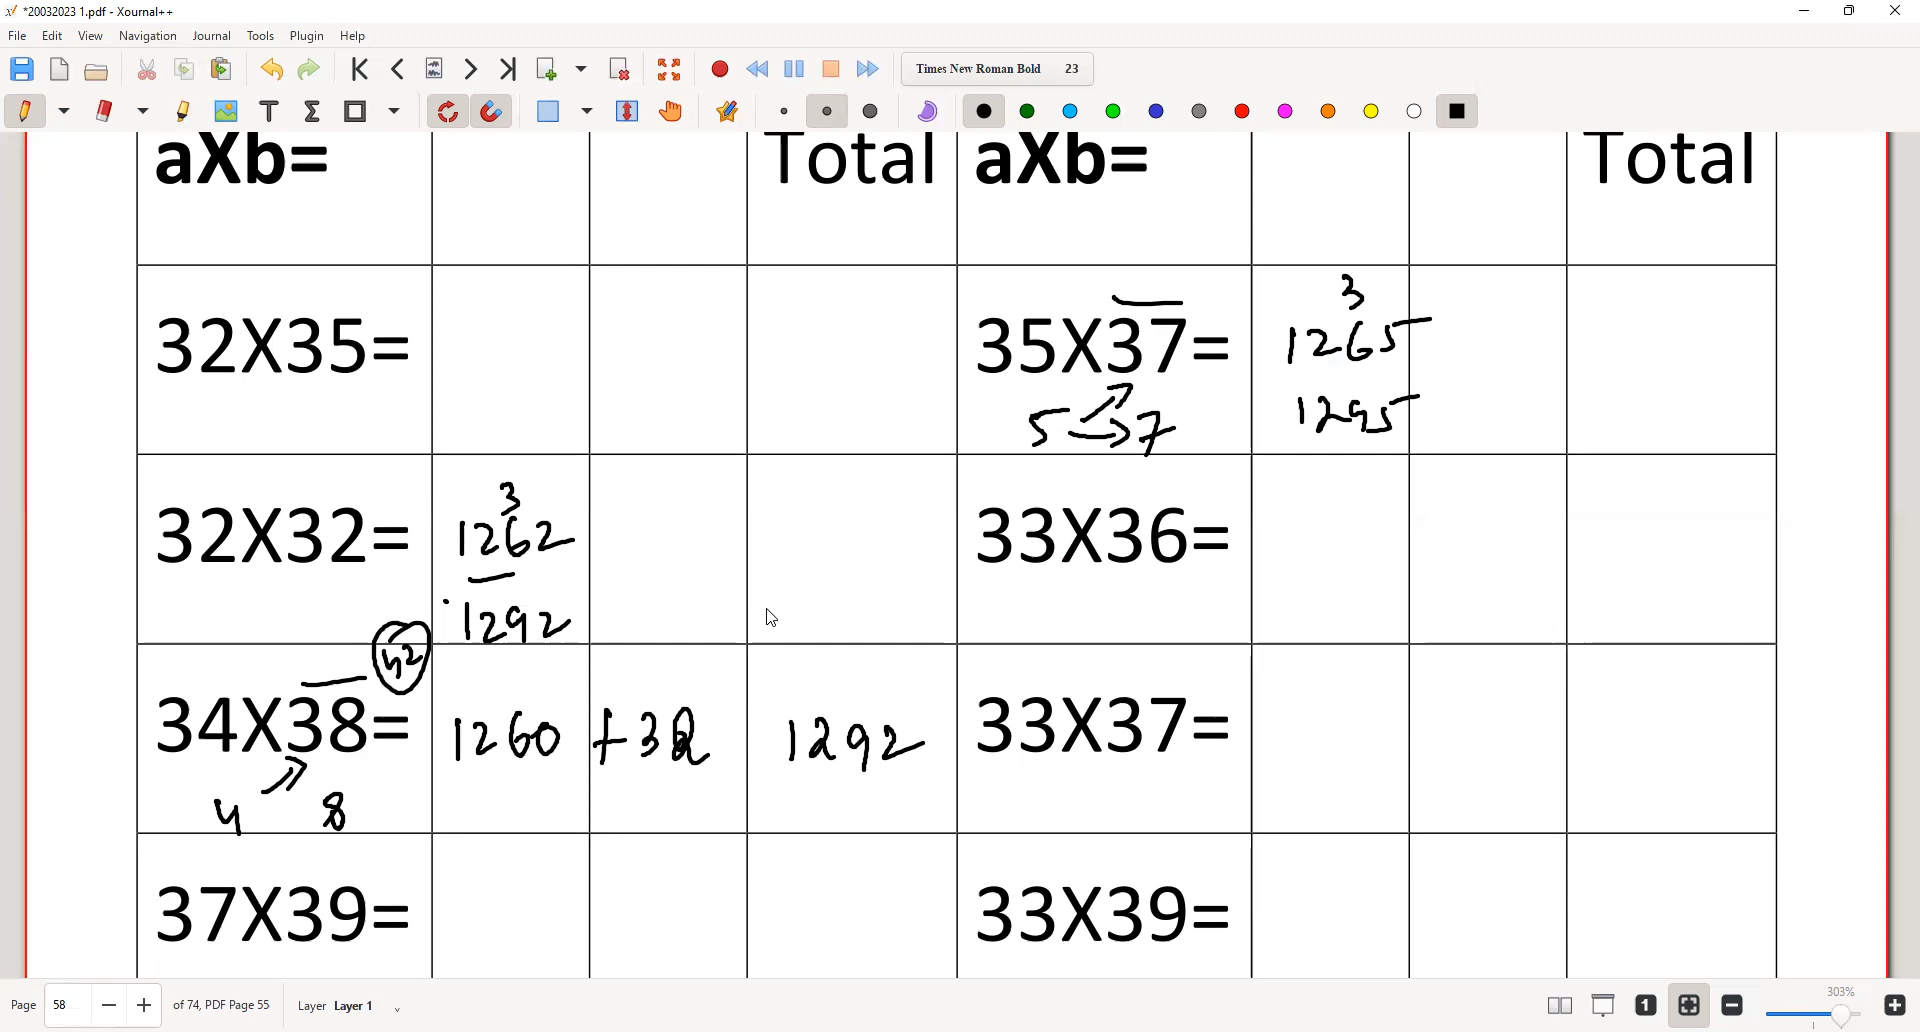 *20032023 1.pdf - Xournal++
File Edit View Navigation Journal Tools Plugin Help
Times New Roman Bold 23
aXb= Total aXb= Total
32X35= 35X37= 3
1265
5 7 1295
32X32= 3
1262
1292
33X36=
42
34X38= 1260 +32 1292 33X37=
4 8
37X39= 33X39=
Page 58 of 74, PDF Page 55 Layer Layer 1 303%
1